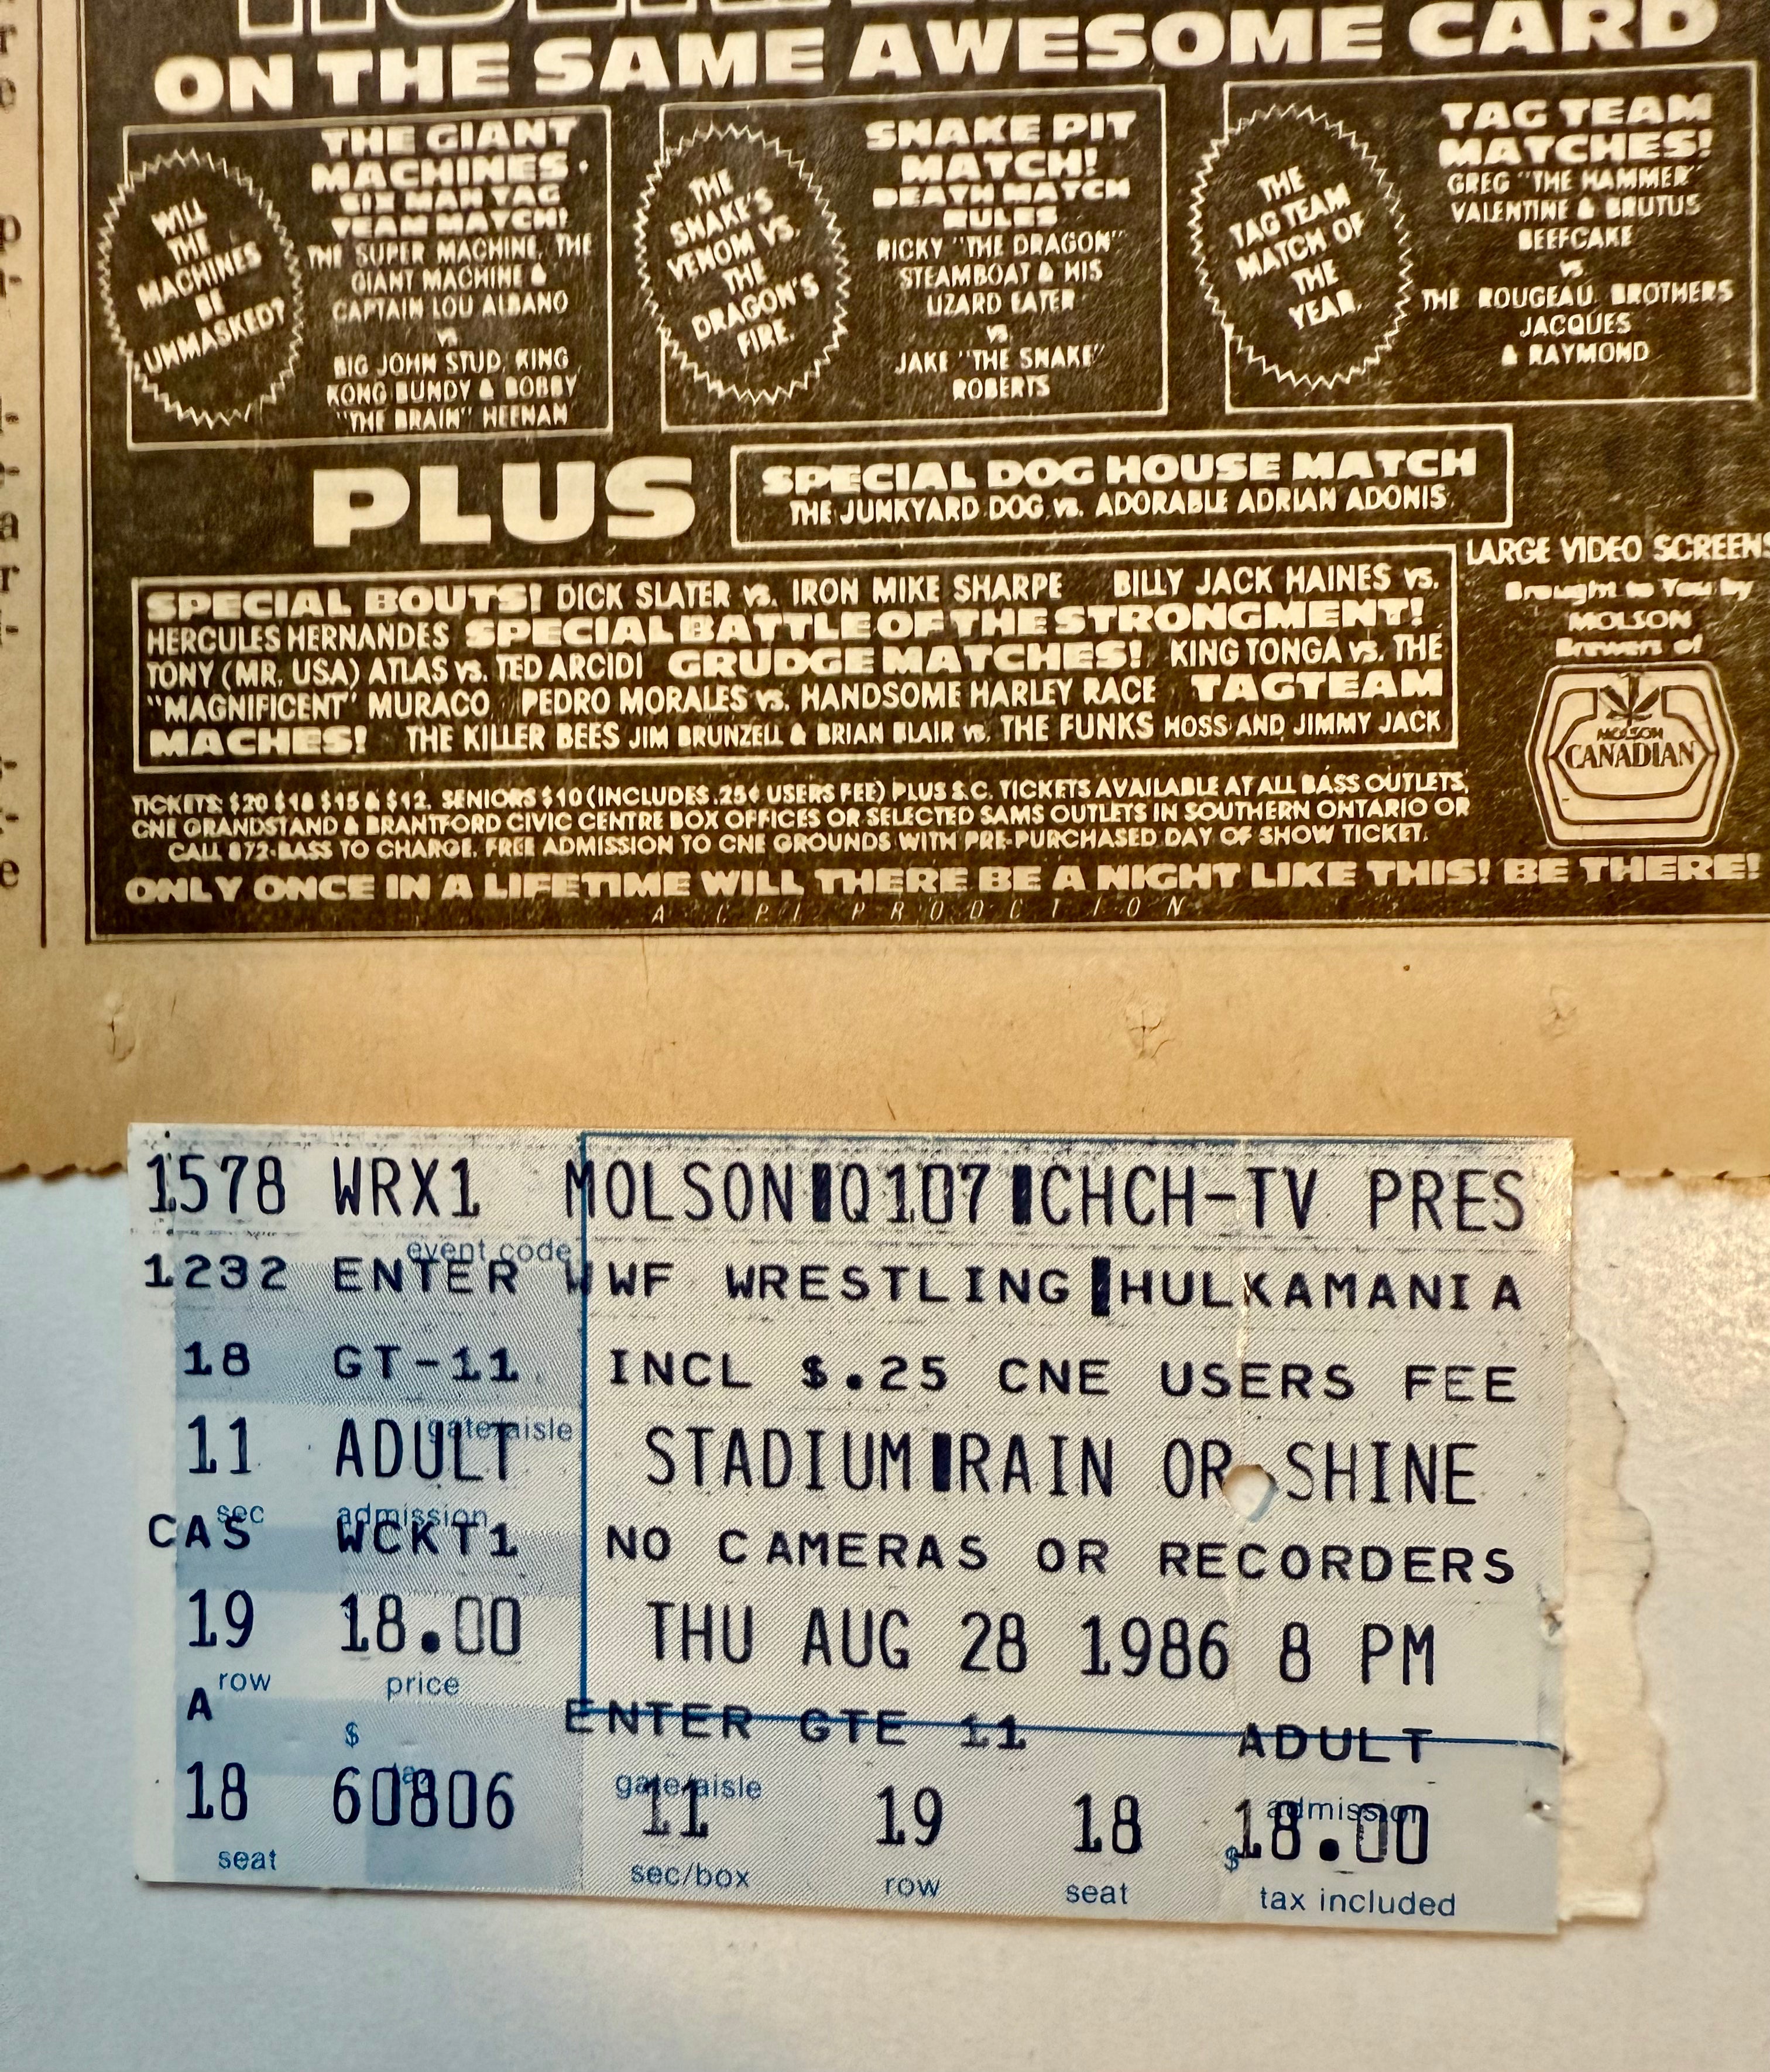 ON THE SAME AWESOME CARD
WILL
THE
MACHINES
BE
UNMASKED?
THE GIANT
MACHINES
SIX MAN TAG
TEAM MATCH!
THE SUPER MACHINE, THE
GIANT MACHINE &
CAPTAIN LOU ALBANO
vs
BIG JOHN STUD, KING
KONG BUNDY & BOBBY
"THE BRAIN" HEENAN
THE
SNAKE'S
VENOM VS.
THE
DRAGON'S
FIRE.
SNAKE PIT
MATCH!
DEATH MATCH
RULES
RICKY "THE DRAGON"
STEAMBOAT & HIS
LIZARD EATER
vs
JAKE "THE SNAKE"
ROBERTS
THE
TAG TEAM
MATCH OF
THE
YEAR.
TAG TEAM
MATCHES!
GREG "THE HAMMER"
VALENTINE & BRUTUS
BEEFCAKE
vs
THE ROUGEAU BROTHERS
JACQUES
& RAYMOND
PLUS
SPECIAL DOG HOUSE MATCH
THE JUNKYARD DOG vs. ADORABLE ADRIAN ADONIS
SPECIAL BOUTS! DICK SLATER vs. IRON MIKE SHARPE BILLY JACK HAINES vs.
HERCULES HERNANDES SPECIAL BATTLE OF THE STRONGMENT!
TONY (MR. USA) ATLAS vs. TED ARCIDI GRUDGE MATCHES! KING TONGA vs. THE
"MAGNIFICENT' MURACO PEDRO MORALES vs. HANDSOME HARLEY RACE TAGTEAM
MACHES! THE KILLER BEES JIM BRUNZELL & BRIAN BLAIR vs. THE FUNKS HOSS AND JIMMY JACK
LARGE VIDEO SCREENS
Brought to You by
MOLSON
Brewers of
MOLSON
CANADIAN
TICKETS: $20 $18 $15 & $12. SENIORS $10 (INCLUDES .25¢ USERS FEE) PLUS S.C. TICKETS AVAILABLE AT ALL BASS OUTLETS,
CNE GRANDSTAND & BRANTFORD CIVIC CENTRE BOX OFFICES OR SELECTED SAMS OUTLETS IN SOUTHERN ONTARIO OR
CALL 872-BASS TO CHARGE. FREE ADMISSION TO CNE GROUNDS WITH PRE-PURCHASED DAY OF SHOW TICKET.
ONLY ONCE IN A LIFETIME WILL THERE BE A NIGHT LIKE THIS! BE THERE!
A CPI PRODUCTION
1578 WRX1 MOLSON Q107 CHCH-TV PRES
event code
1232 ENTER WWF WRESTLING HULKAMANIA
18 GT-11 INCL $.25 CNE USERS FEE
gate/aisle
11 ADULT STADIUM RAIN OR SHINE
sec admission
CAS WCKT1 NO CAMERAS OR RECORDERS
19 18.00 THU AUG 28 1986 8 PM
row price
A ENTER GTE 11 ADULT
$ tax gate/aisle admission
18 60806 11 19 18 $18.00
seat sec/box row seat tax included